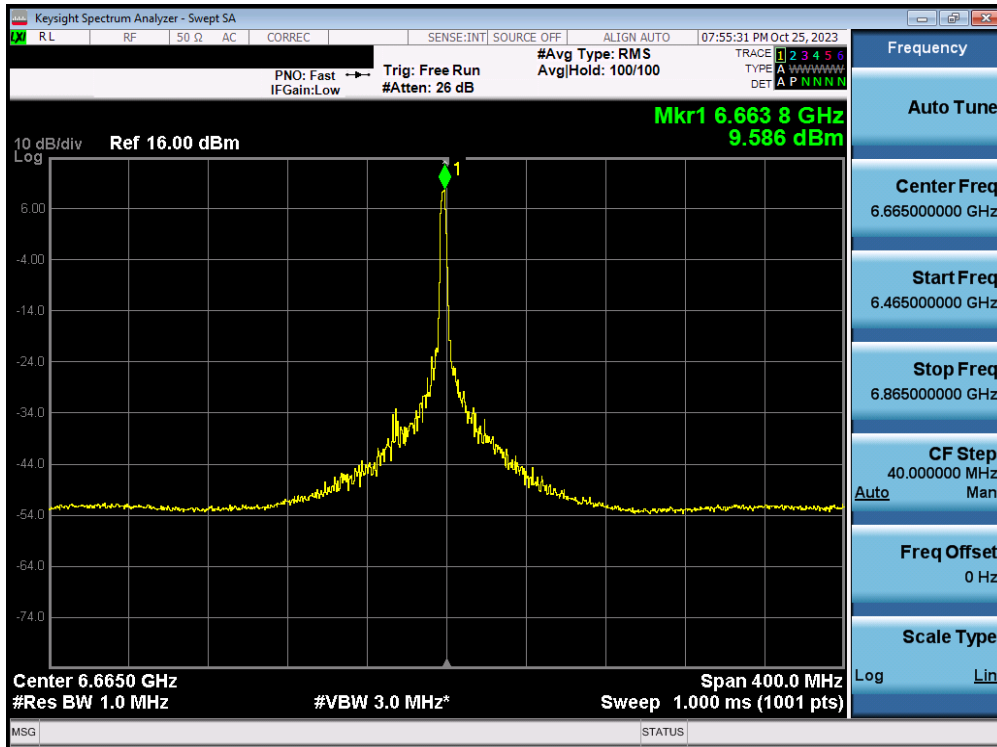 Keysight Spectrum Analyzer - Swept SA
LXI RL RF 50 Ω AC CORREC SENSE:INT SOURCE OFF ALIGN AUTO 07:55:31 PM Oct 25, 2023
PNO: Fast
IFGain:Low
Trig: Free Run
#Atten: 26 dB
#Avg Type: RMS
Avg|Hold: 100/100
TRACE 1 2 3 4 5 6
TYPE A WWWWW
DET A P N N N N
Mkr1 6.663 8 GHz
9.586 dBm
10 dB/div Ref 16.00 dBm
Log
1
6.00
-4.00
-14.0
-24.0
-34.0
-44.0
-54.0
-64.0
-74.0
Center 6.6650 GHz Span 400.0 MHz
#Res BW 1.0 MHz #VBW 3.0 MHz* Sweep 1.000 ms (1001 pts)
MSG STATUS
Frequency
Auto Tune
Center Freq
6.665000000 GHz
Start Freq
6.465000000 GHz
Stop Freq
6.865000000 GHz
CF Step
40.000000 MHz
Auto Man
Freq Offset
0 Hz
Scale Type
Log Lin